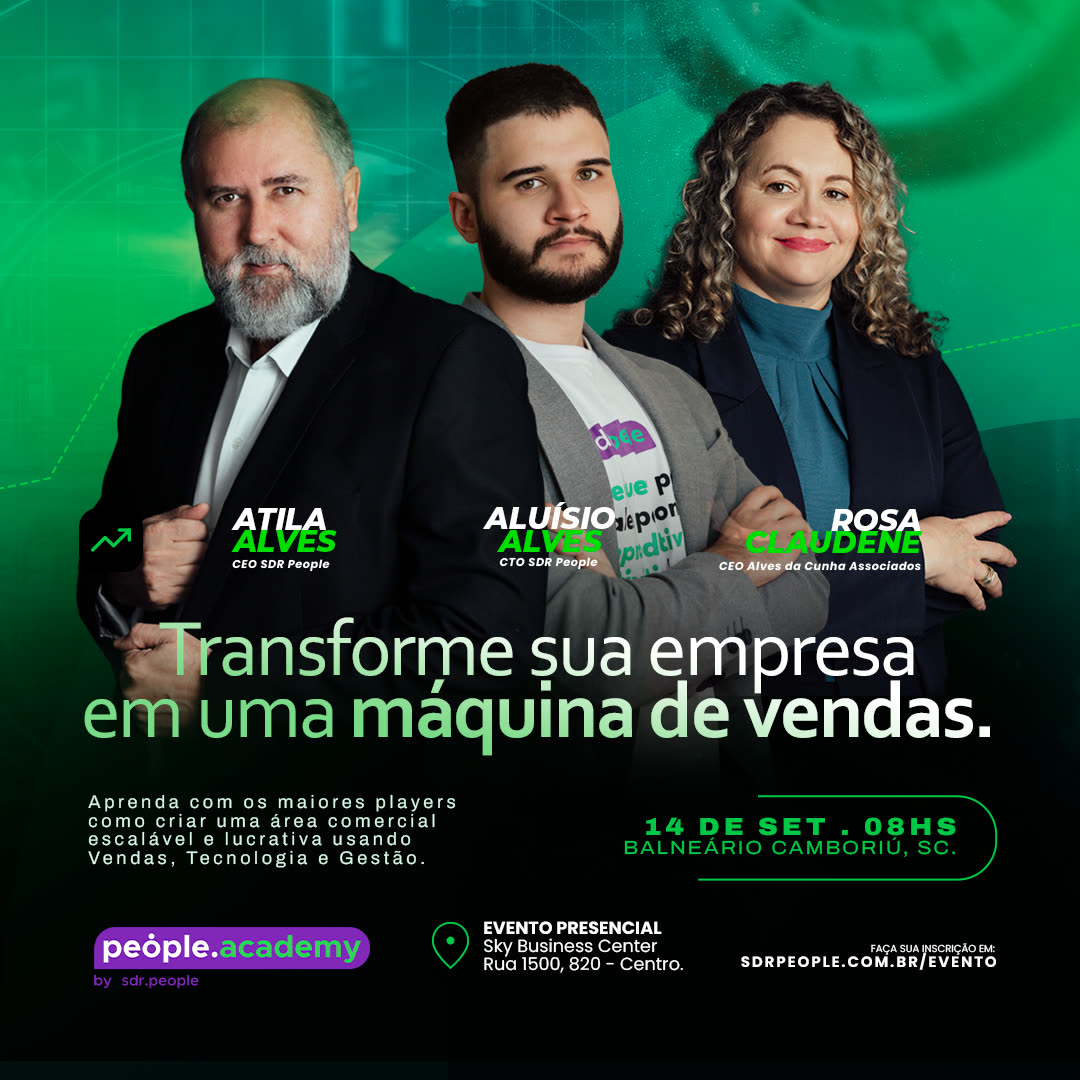 ATILA
ALVES
CEO SDR People
ALUÍSIO
ALVES
CTO SDR People
ROSA
CLAUDENE
CEO Alves da Cunha Associados
Transforme sua empresa
em uma máquina de vendas.
Aprenda com os maiores players
como criar uma área comercial
escalável e lucrativa usando
Vendas, Tecnologia e Gestão.
14 DE SET . 08HS
BALNEÁRIO CAMBORIÚ, SC.
people.academy
by sdr.people
EVENTO PRESENCIAL
Sky Business Center
Rua 1500, 820 - Centro.
FAÇA SUA INSCRIÇÃO EM:
SDRPEOPLE.COM.BR/EVENTO